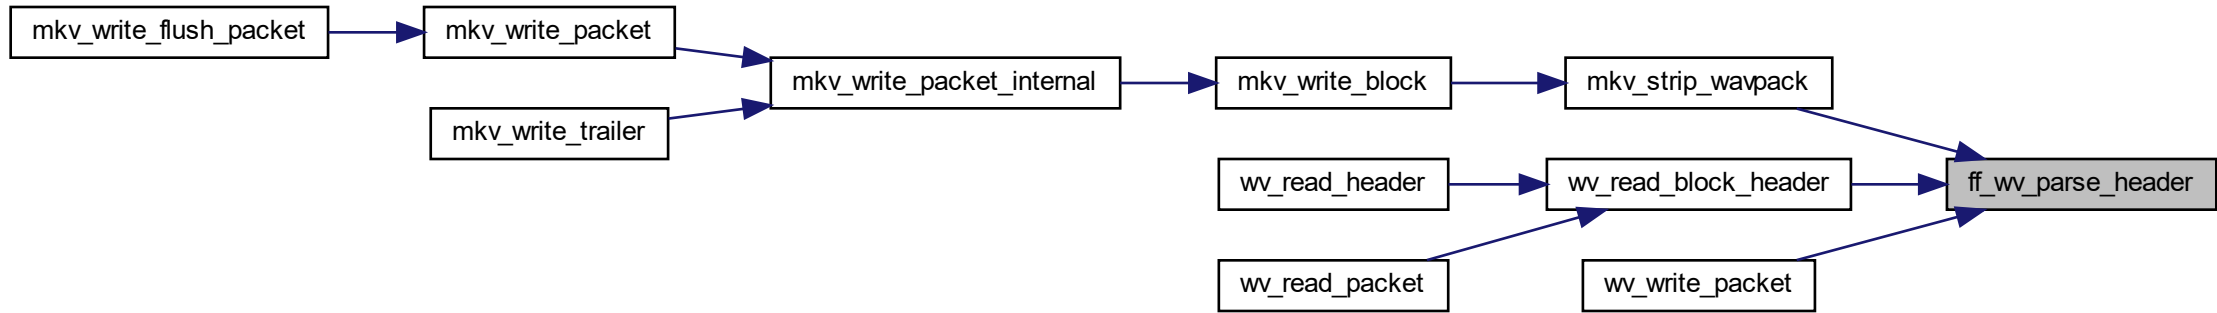 mkv_write_flush_packet
mkv_write_packet
mkv_write_packet_internal
mkv_write_block
mkv_strip_wavpack
mkv_write_trailer
wv_read_header
wv_read_block_header
ff_wv_parse_header
wv_read_packet
wv_write_packet